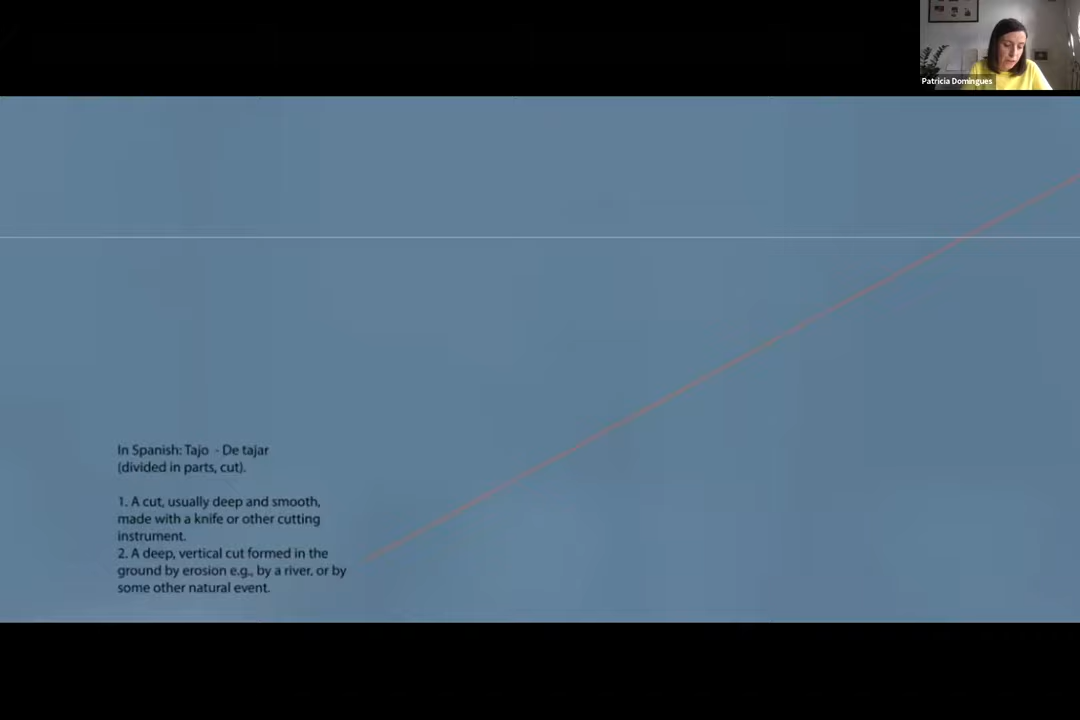 Patricia Domingues
In Spanish: Tajo - De tajar
(divided in parts, cut).
1. A cut, usually deep and smooth,
made with a knife or other cutting
instrument.
2. A deep, vertical cut formed in the
ground by erosion e.g., by a river, or by
some other natural event.